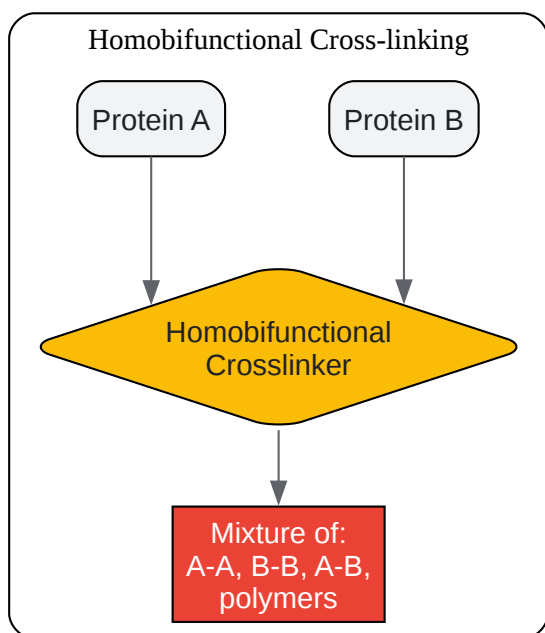 Homobifunctional Cross-linking
Protein A
Protein B
Homobifunctional
Crosslinker
Mixture of:
A-A, B-B, A-B,
polymers